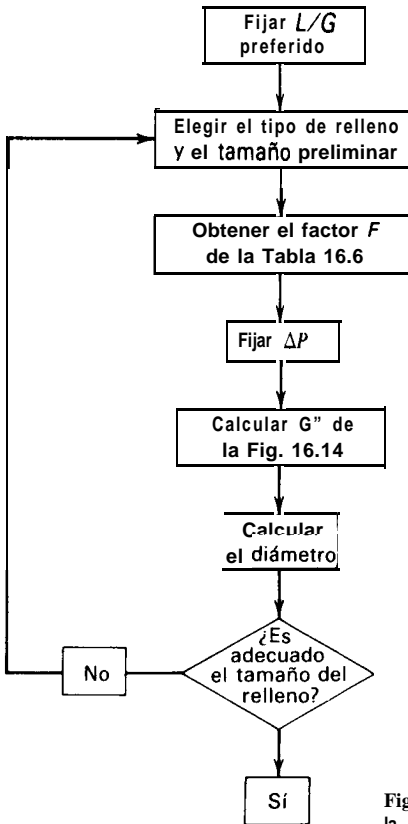 Fijar L/G
preferido
Elegir el tipo de relleno
y el tamaño preliminar
Obtener el factor F
de la Tabla 16.6
Fijar ΔP
Calcular G” de
la Fig. 16.14
Calcular
el diámetro
¿Es
adecuado
el tamaño del
relleno?
No
Sí
Fig
la